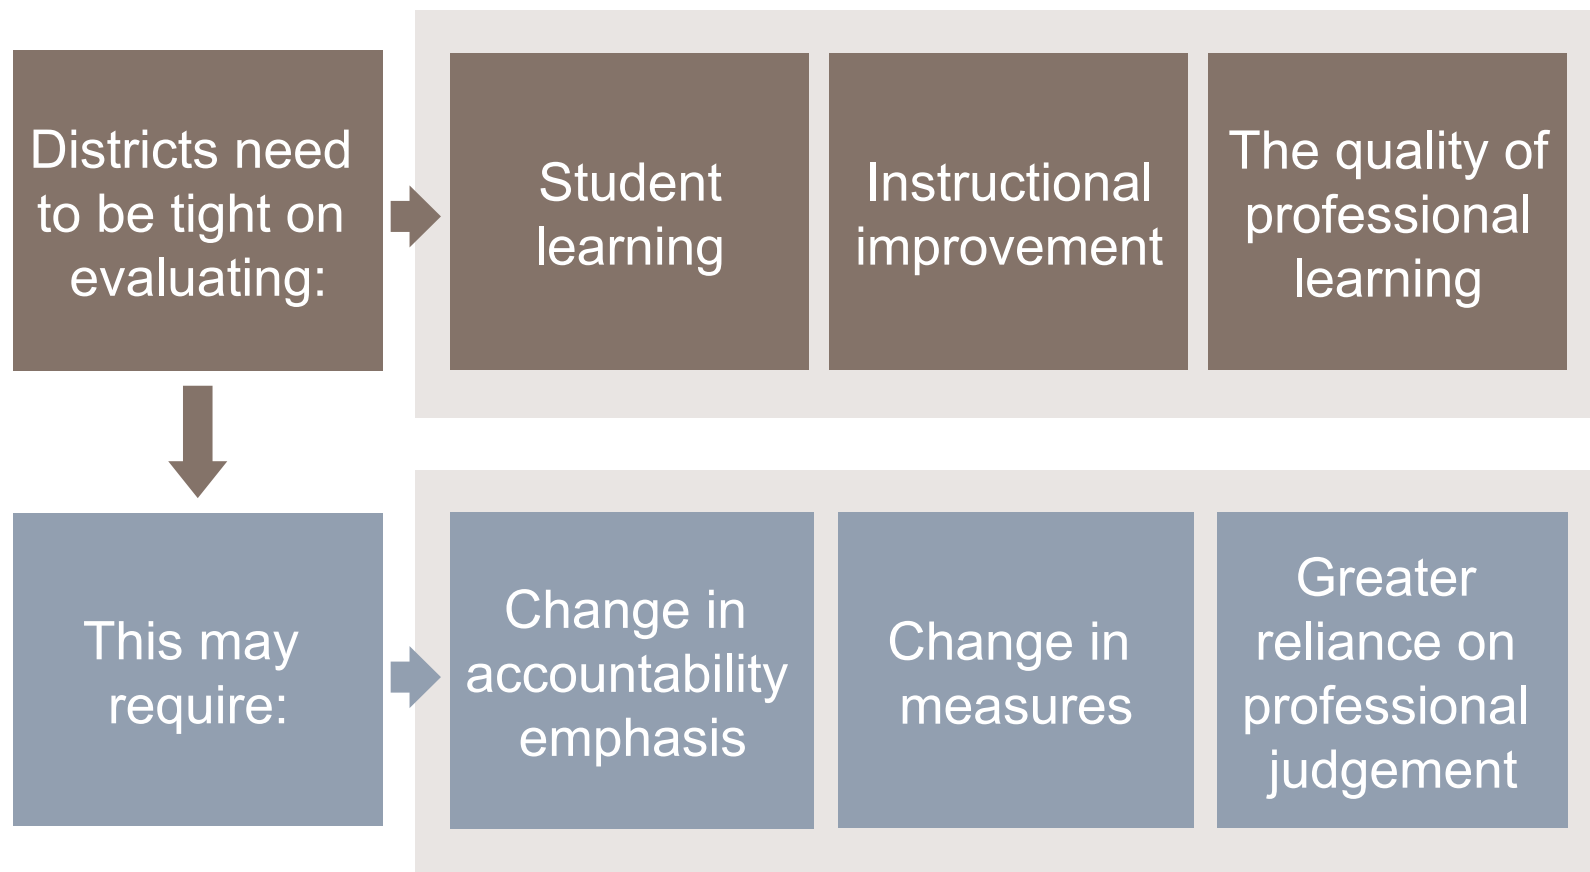 Districts need
to be tight on
evaluating:
Student
learning
Instructional
improvement
The quality of
professional
learning
This may
require:
Change in
accountability
emphasis
Change in
measures
Greater
reliance on
professional
judgement